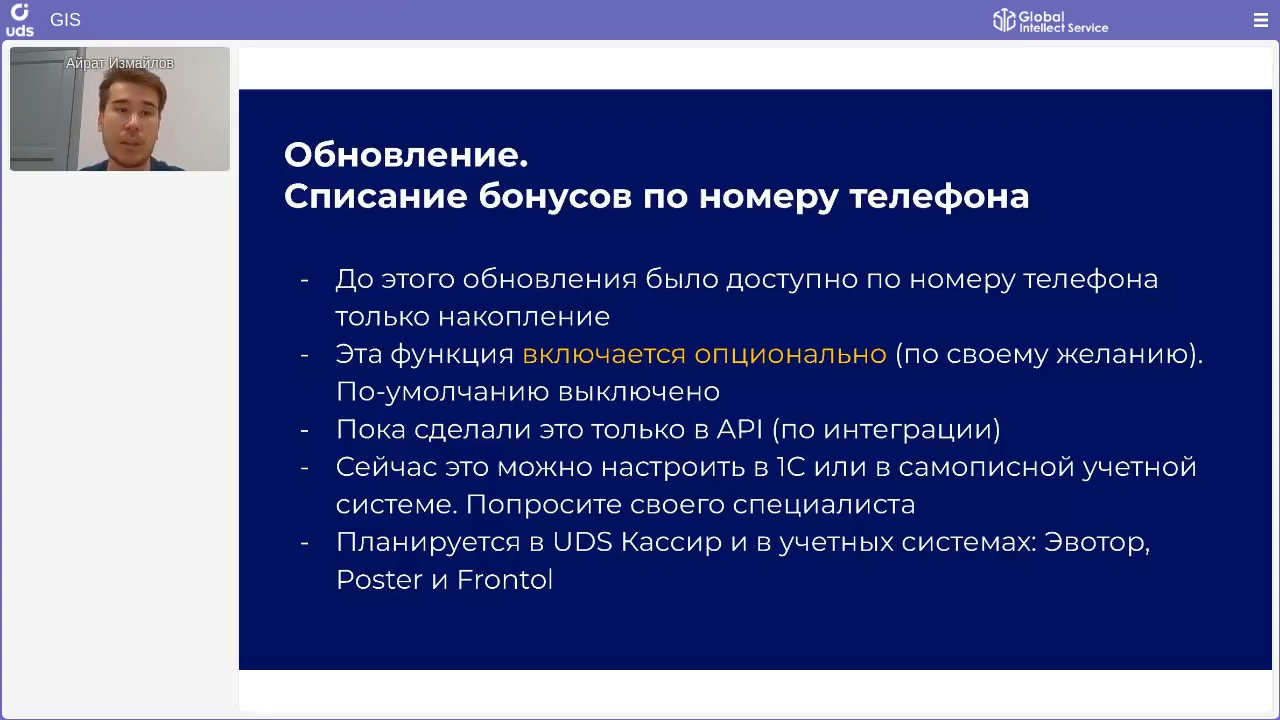 uds
GIS
Global
Intellect Service
Айрат Измайлов
Обновление.
Списание бонусов по номеру телефона
- До этого обновления было доступно по номеру телефона
только накопление
- Эта функция включается опционально (по своему желанию).
По-умолчанию выключено
- Пока сделали это только в API (по интеграции)
- Сейчас это можно настроить в 1С или в самописной учетной
системе. Попросите своего специалиста
- Планируется в UDS Кассир и в учетных системах: Эвотор,
Poster и Frontol